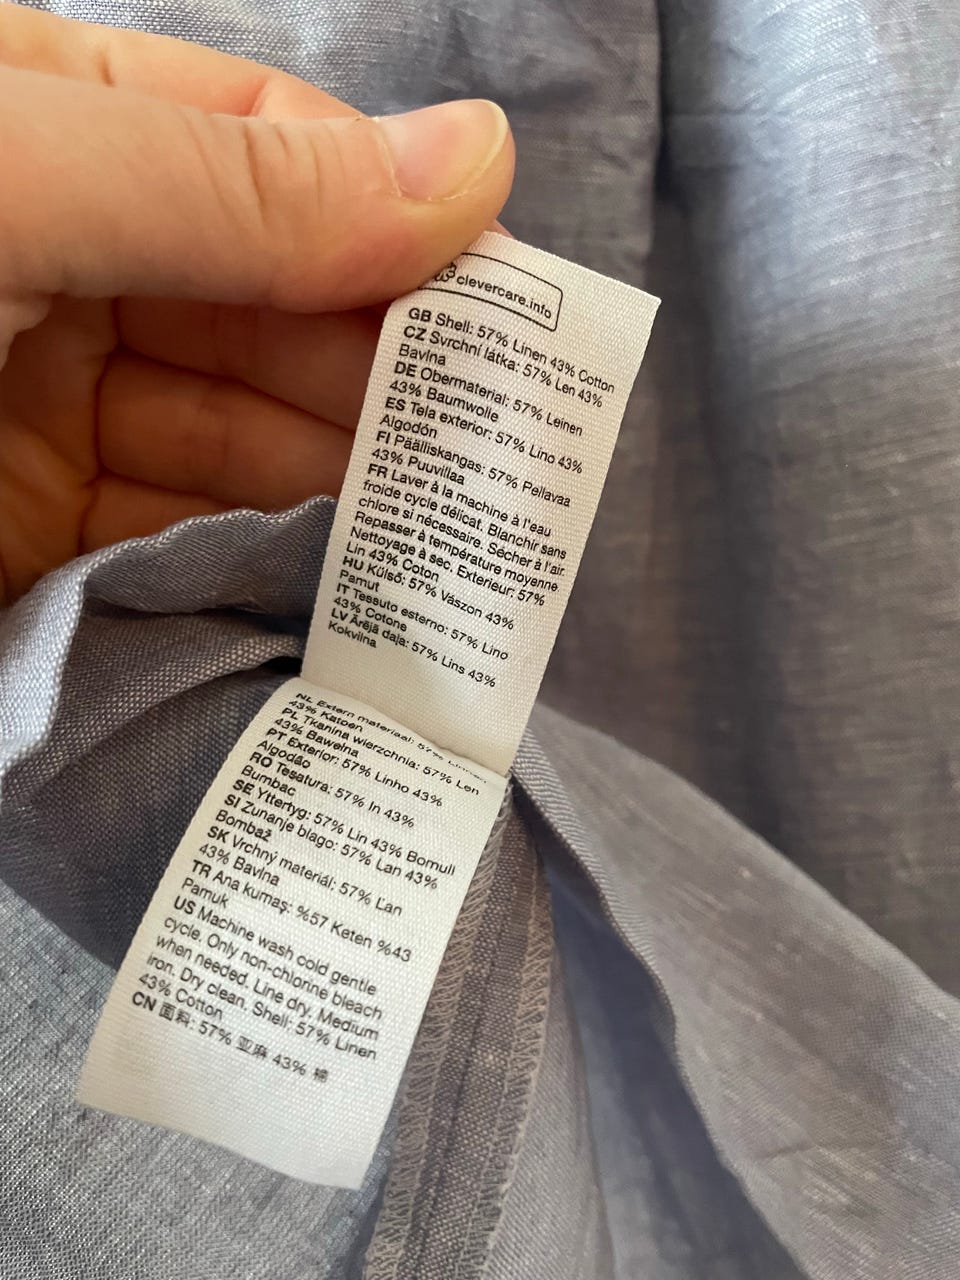 clevercare.info
GB Shell: 57% Linen 43% Cotton
CZ Svrchní látka: 57% Len 43%
Bavlna
DE Obermaterial: 57% Leinen
43% Baumwolle
ES Tela exterior: 57% Lino 43%
Algodón
FI Päälliskangas: 57% Pellavaa
43% Puuvillaa
FR Laver à la machine à l'eau
froide cycle délicat. Blanchir sans
chlore si nécessaire. Sécher à l'air.
Repasser à température moyenne
Nettoyage à sec. Exterieur: 57%
Lin 43% Coton
HU Külső: 57% Vászon 43%
Pamut
IT Tessuto esterno: 57% Lino
43% Cotone
LV Ārējā daļa: 57% Lins 43%
Kokvilna
NL Extern materiaal: 57% Linnen
43% Katoen
PL Tkanina wierzchnia: 57% Len
43% Bawełna
PT Exterior: 57% Linho 43%
Algodão
RO Tesatura: 57% In 43%
Bumbac
SE Yttertyg: 57% Lin 43% Bomull
SI Zunanje blago: 57% Lan 43%
Bombaž
SK Vrchný materiál: 57% Ľan
43% Bavlna
TR Ana kumaş: %57 Keten %43
Pamuk
US Machine wash cold gentle
cycle. Only non-chlorine bleach
when needed. Line dry. Medium
iron. Dry clean. Shell: 57% Linen
43% Cotton
CN 面料: 57% 亚麻 43% 棉